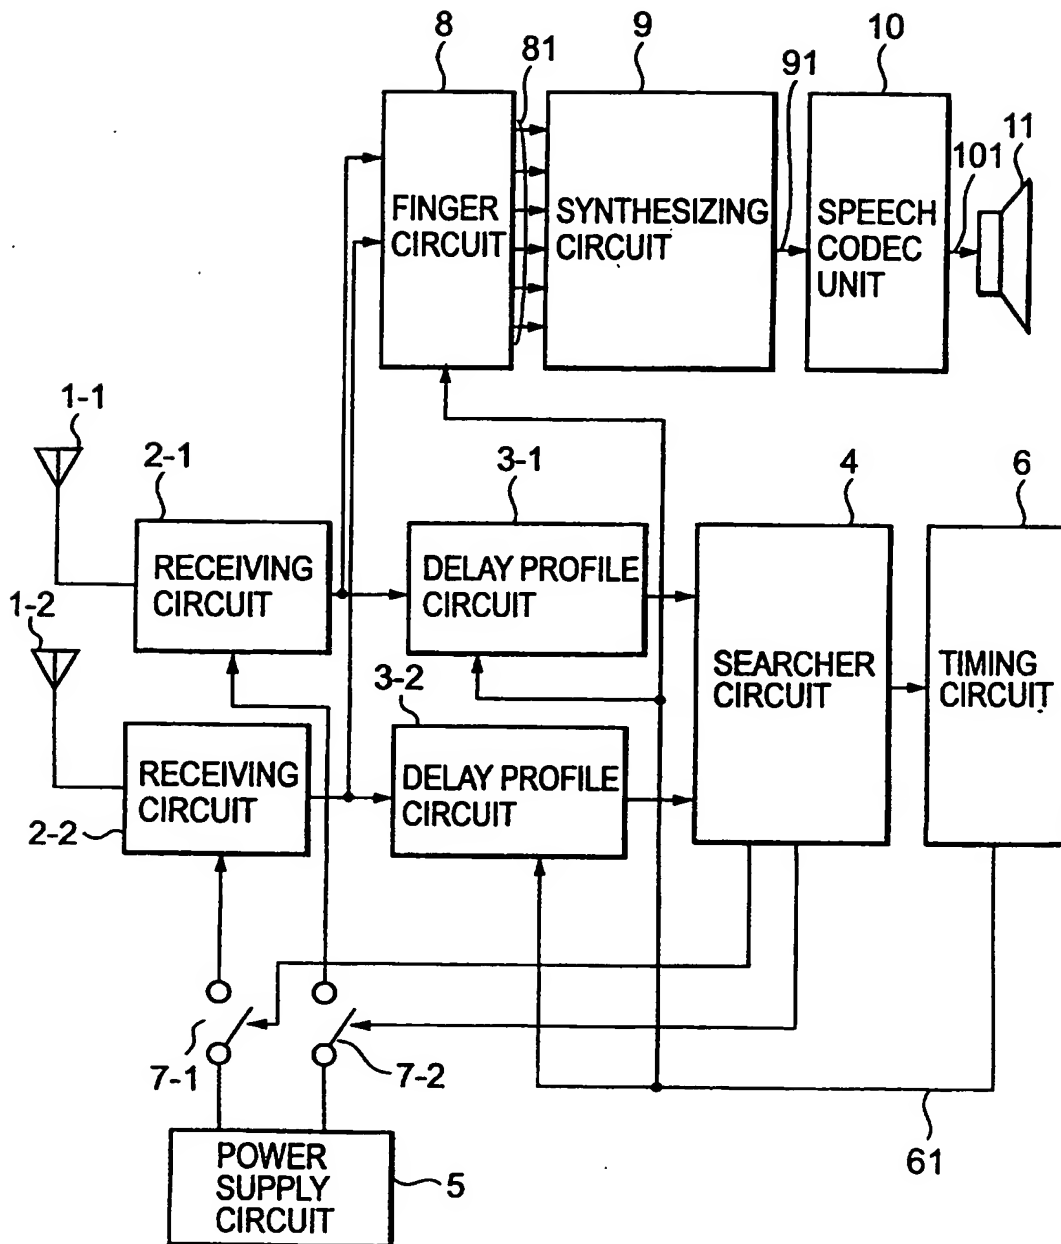 8
81
9
91
10
101
11
FINGER
CIRCUIT
SYNTHESIZING
CIRCUIT
SPEECH
CODEC
UNIT
1-1
2-1
3-1
4
6
RECEIVING
CIRCUIT
DELAY PROFILE
CIRCUIT
SEARCHER
CIRCUIT
TIMING
CIRCUIT
1-2
3-2
RECEIVING
CIRCUIT
DELAY PROFILE
CIRCUIT
2-2
7-1
7-2
61
POWER
SUPPLY
CIRCUIT
5